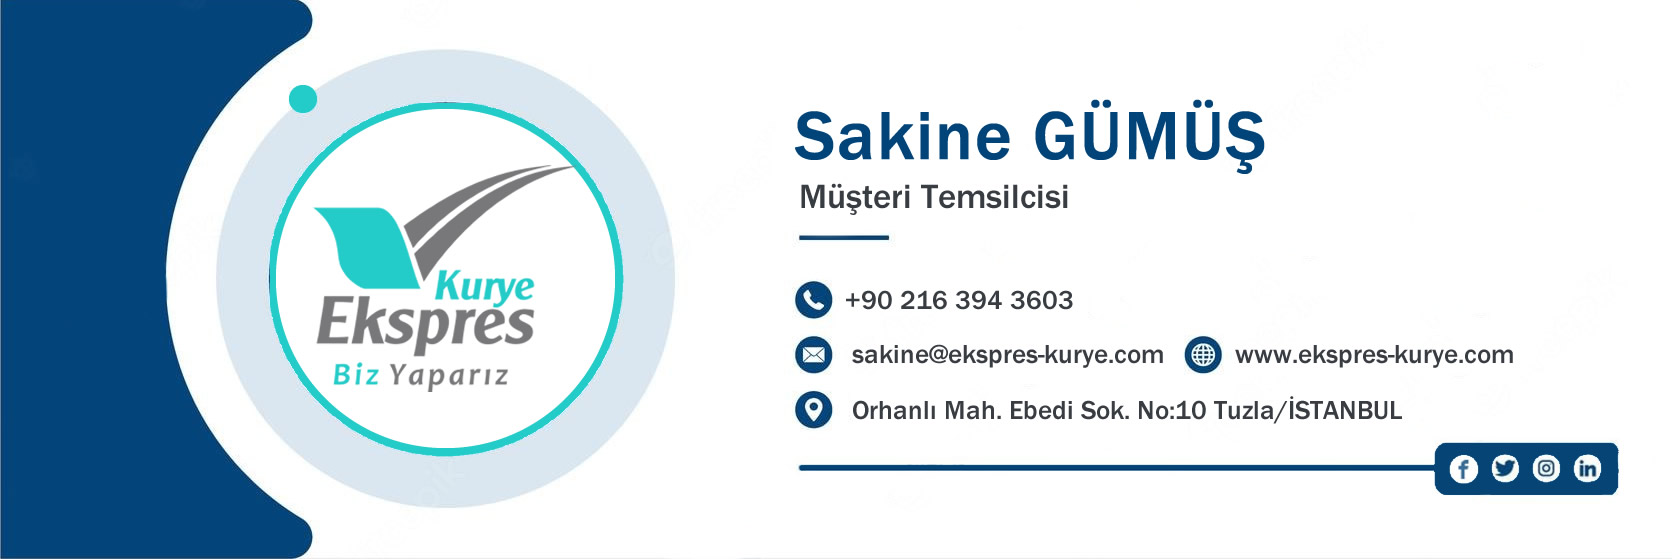 Kurye
Ekspres
Biz Yaparız
Sakine GÜMÜŞ
Müşteri Temsilcisi
+90 216 394 3603
sakine@ekspres-kurye.com www.ekspres-kurye.com
Orhanlı Mah. Ebedi Sok. No:10 Tuzla/İSTANBUL